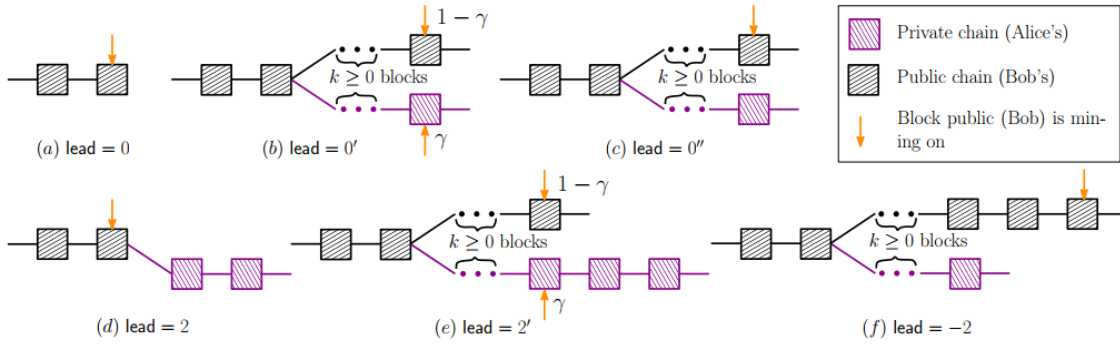 1 − γ
k ≥ 0 blocks
γ
k ≥ 0 blocks
Private chain (Alice's)
Public chain (Bob's)
Block public (Bob) is min-
ing on
(a) lead = 0
(b) lead = 0′
(c) lead = 0′′
1 − γ
k ≥ 0 blocks
γ
k ≥ 0 blocks
(d) lead = 2
(e) lead = 2′
(f) lead = −2